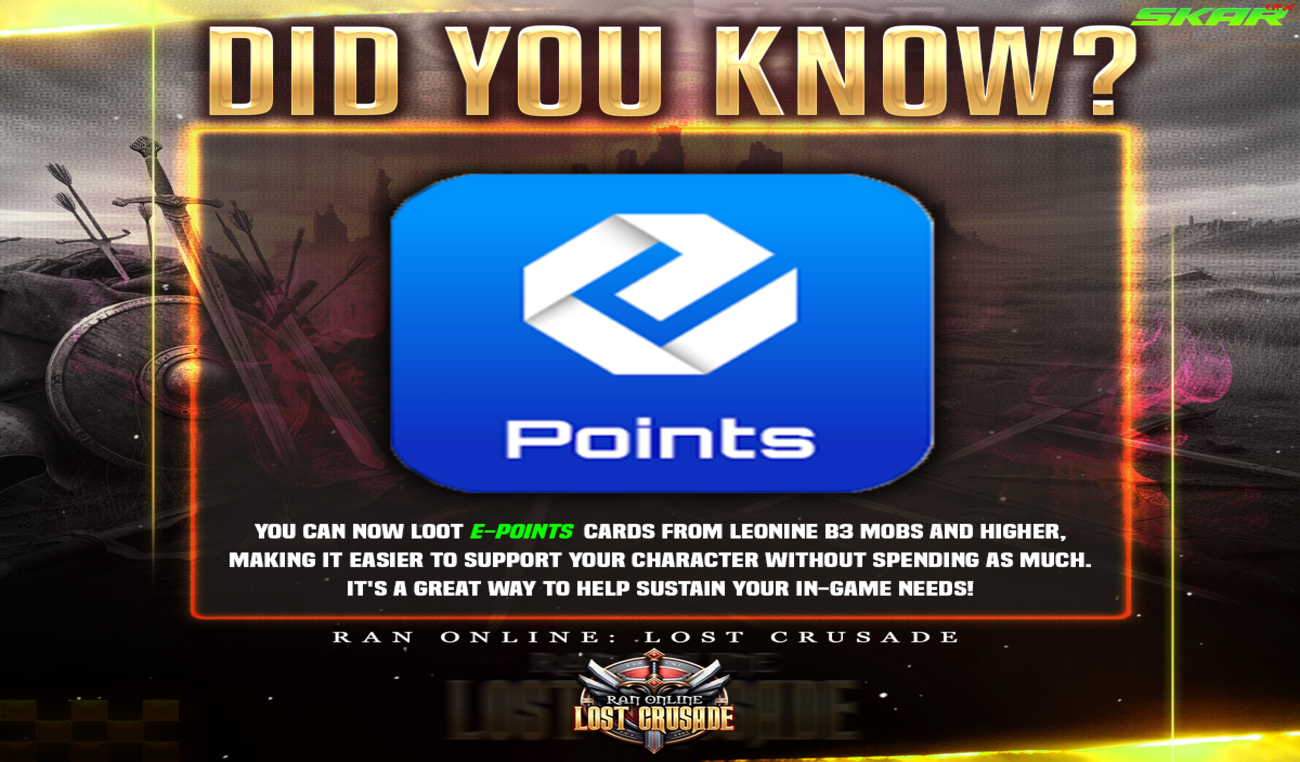 SKAR GFX
DID YOU KNOW?
Points
YOU CAN NOW LOOT E-POINTS CARDS FROM LEONINE B3 MOBS AND HIGHER,
MAKING IT EASIER TO SUPPORT YOUR CHARACTER WITHOUT SPENDING AS MUCH.
IT'S A GREAT WAY TO HELP SUSTAIN YOUR IN-GAME NEEDS!
RAN ONLINE: LOST CRUSADE
RAN ONLINE
LOST CRUSADE